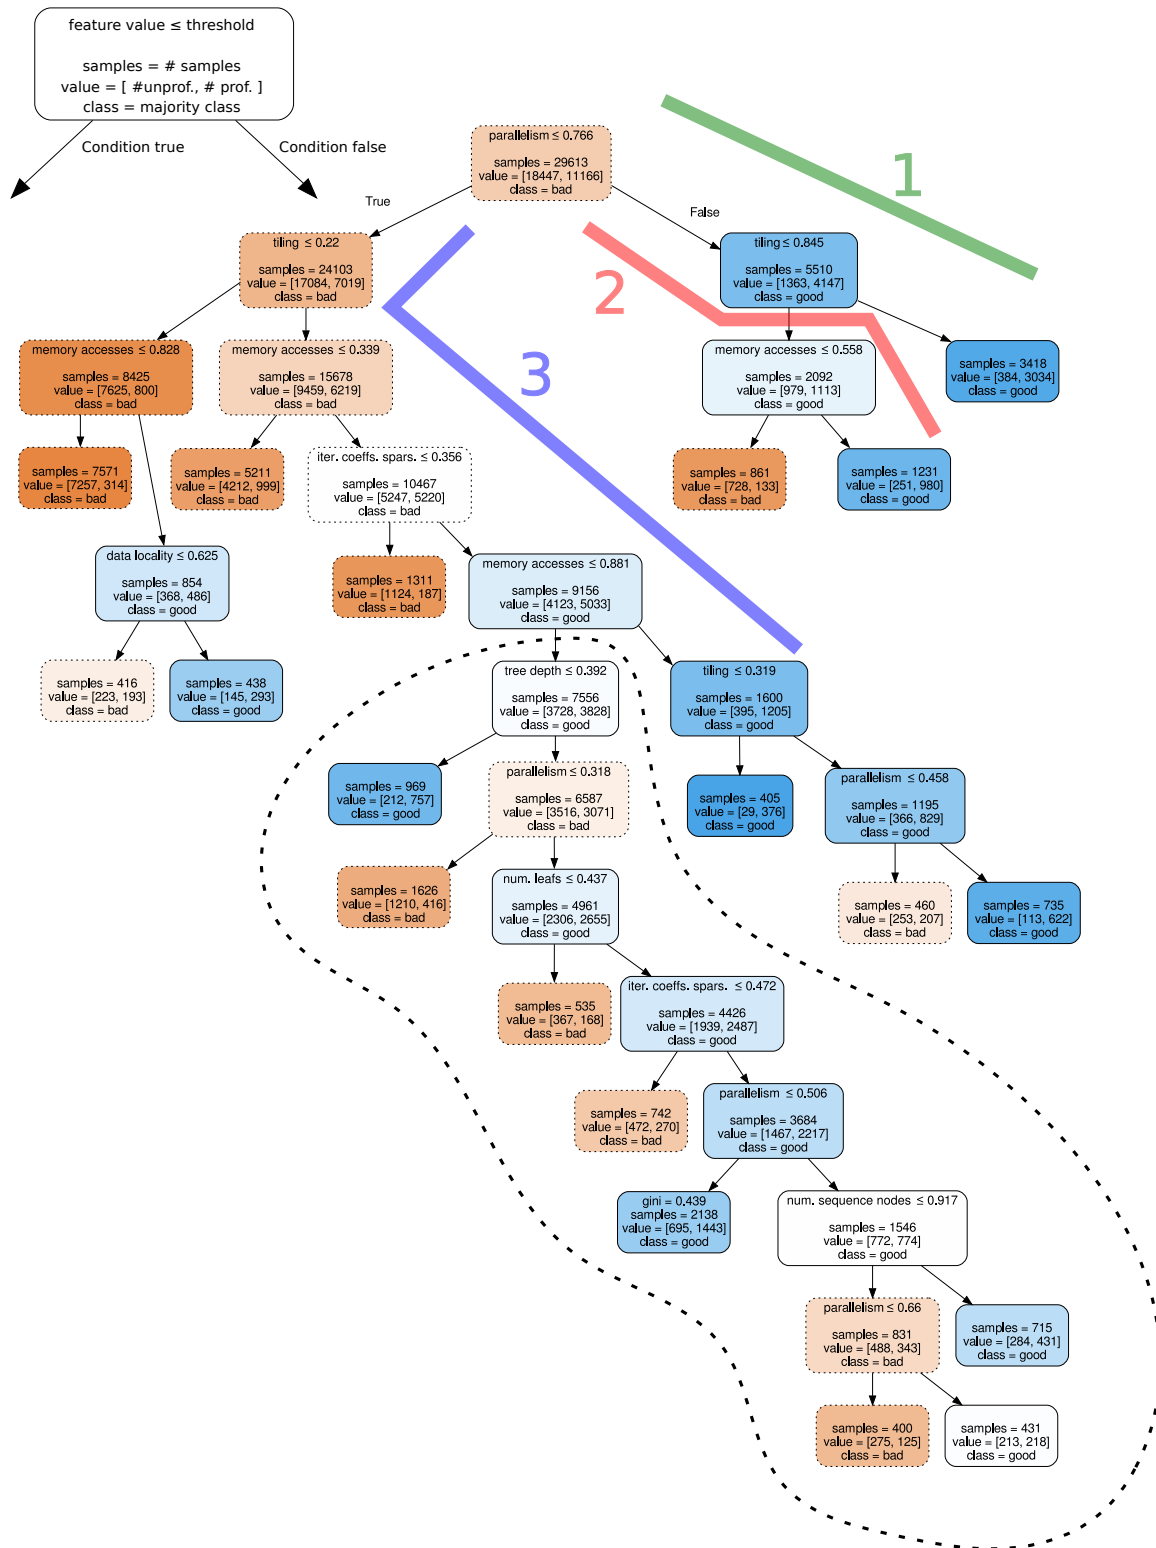 feature value ≤ threshold
samples = # samples
value = [ #unprof., # prof. ]
class = majority class
Condition true
Condition false
parallelism ≤ 0.766
samples = 29613
value = [18447, 11166]
class = bad
1
True
False
tiling ≤ 0.22
samples = 24103
value = [17084, 7019]
class = bad
2
tiling ≤ 0.845
samples = 5510
value = [1363, 4147]
class = good
memory accesses ≤ 0.828
samples = 8425
value = [7625, 800]
class = bad
memory accesses ≤ 0.339
samples = 15678
value = [9459, 6219]
class = bad
3
memory accesses ≤ 0.558
samples = 2092
value = [979, 1113]
class = good
samples = 3418
value = [384, 3034]
class = good
samples = 7571
value = [7257, 314]
class = bad
samples = 5211
value = [4212, 999]
class = bad
iter. coeffs. spars. ≤ 0.356
samples = 10467
value = [5247, 5220]
class = bad
samples = 861
value = [728, 133]
class = bad
samples = 1231
value = [251, 980]
class = good
data locality ≤ 0.625
samples = 854
value = [368, 486]
class = good
samples = 1311
value = [1124, 187]
class = bad
memory accesses ≤ 0.881
samples = 9156
value = [4123, 5033]
class = good
samples = 416
value = [223, 193]
class = bad
samples = 438
value = [145, 293]
class = good
tree depth ≤ 0.392
samples = 7556
value = [3728, 3828]
class = good
tiling ≤ 0.319
samples = 1600
value = [395, 1205]
class = good
samples = 969
value = [212, 757]
class = good
parallelism ≤ 0.318
samples = 6587
value = [3516, 3071]
class = bad
samples = 405
value = [29, 376]
class = good
parallelism ≤ 0.458
samples = 1195
value = [366, 829]
class = good
samples = 1626
value = [1210, 416]
class = bad
num. leafs ≤ 0.437
samples = 4961
value = [2306, 2655]
class = good
samples = 460
value = [253, 207]
class = bad
samples = 735
value = [113, 622]
class = good
samples = 535
value = [367, 168]
class = bad
iter. coeffs. spars. ≤ 0.472
samples = 4426
value = [1939, 2487]
class = good
samples = 742
value = [472, 270]
class = bad
parallelism ≤ 0.506
samples = 3684
value = [1467, 2217]
class = good
gini = 0.439
samples = 2138
value = [695, 1443]
class = good
num. sequence nodes ≤ 0.917
samples = 1546
value = [772, 774]
class = good
parallelism ≤ 0.66
samples = 831
value = [488, 343]
class = bad
samples = 715
value = [284, 431]
class = good
samples = 400
value = [275, 125]
class = bad
samples = 431
value = [213, 218]
class = good